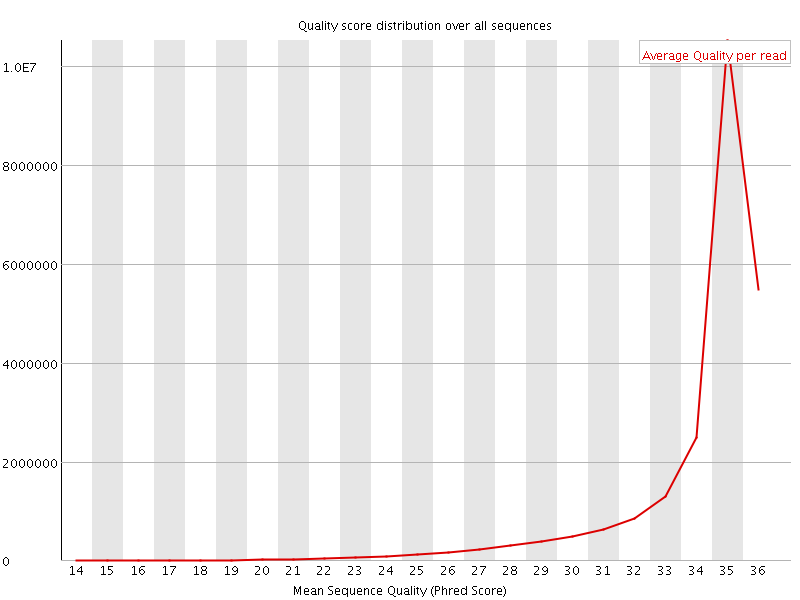 Quality score distribution over all sequences
Average Quality per read
1.0E7
8000000
6000000
4000000
2000000
0
14 15 16 17 18 19 20 21 22 23 24 25 26 27 28 29 30 31 32 33 34 35 36
Mean Sequence Quality (Phred Score)